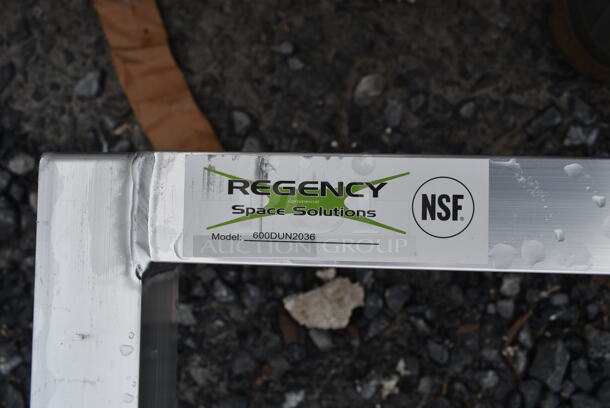 REGENCY
Commercial
Space Solutions
Model: 600DUN2036
NSF®
AUCTION GROUP